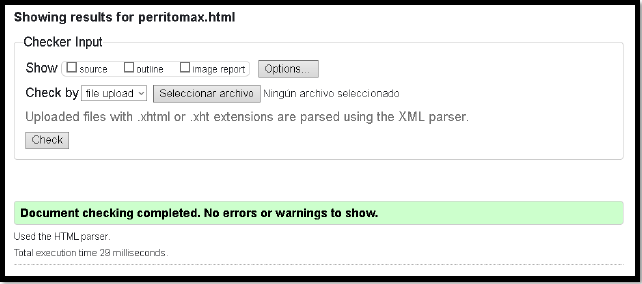 Showing results for perritomax.html
Checker Input
Show source outline image report Options...
Check by file upload Seleccionar archivo Ningún archivo seleccionado
Uploaded files with .xhtml or .xht extensions are parsed using the XML parser.
Check
Document checking completed. No errors or warnings to show.
Used the HTML parser.
Total execution time 29 milliseconds.